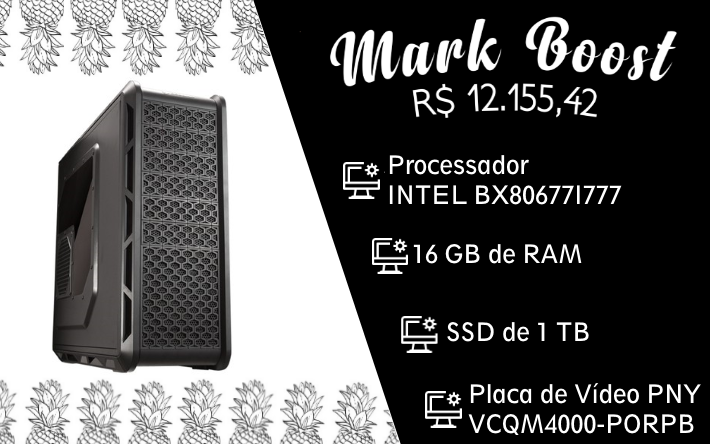 Mark Boost
R$ 12.155,42
Processador
INTEL BX80677I777
16 GB de RAM
SSD de 1 TB
Placa de Vídeo PNY
VCQM4000-PORPB